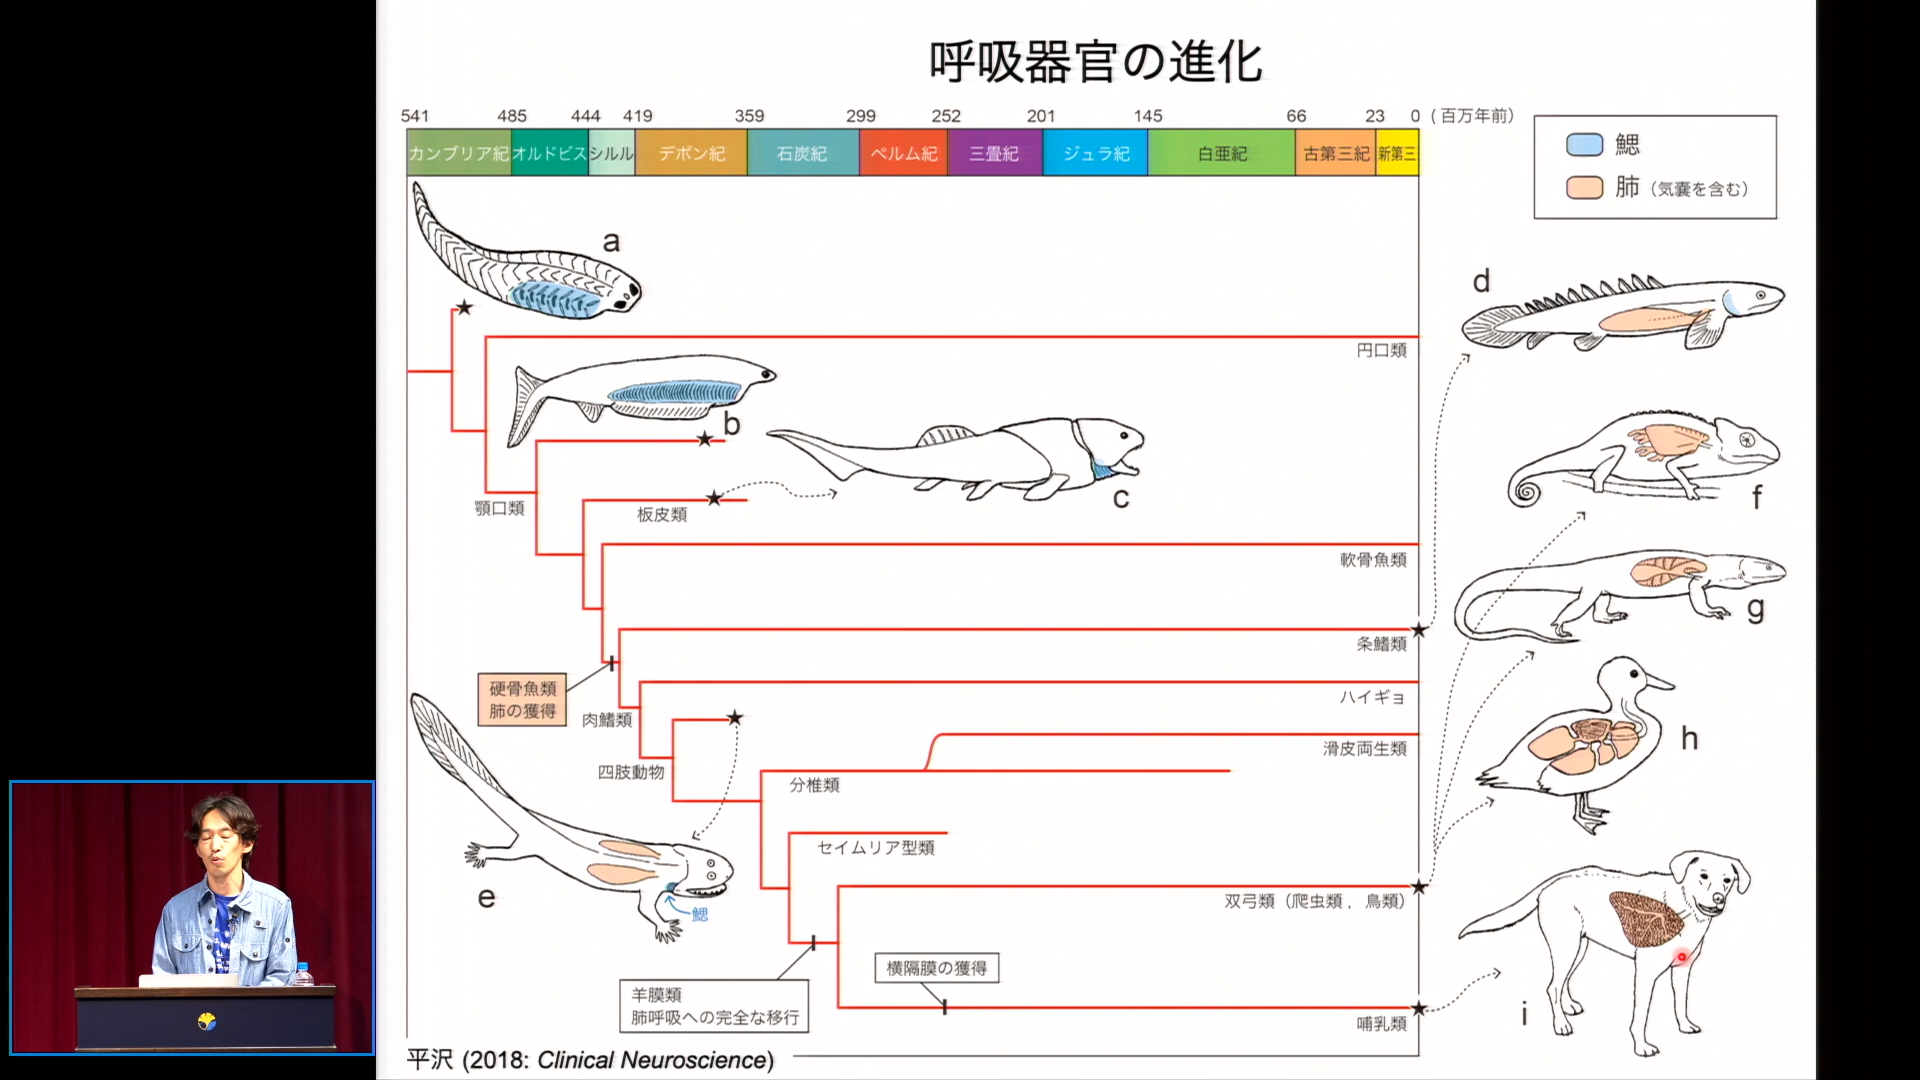 呼吸器官の進化
541 485 444 419 359 299 252 201 145 66 23 0 (百万年前)
カンブリア紀 オルドビス シルル デボン紀 石炭紀 ペルム紀 三畳紀 ジュラ紀 白亜紀 古第三紀 新第三
鰓
肺（気嚢を含む）
a
d
円口類
b
f
c
顎口類
板皮類
軟骨魚類
g
条鰭類
硬骨魚類
肺の獲得
ハイギョ
肉鰭類
h
滑皮両生類
四肢動物
分椎類
セイムリア型類
e
鰓
双弓類（爬虫類，鳥類）
横隔膜の獲得
羊膜類
肺呼吸への完全な移行
i
哺乳類
平沢 (2018: Clinical Neuroscience)